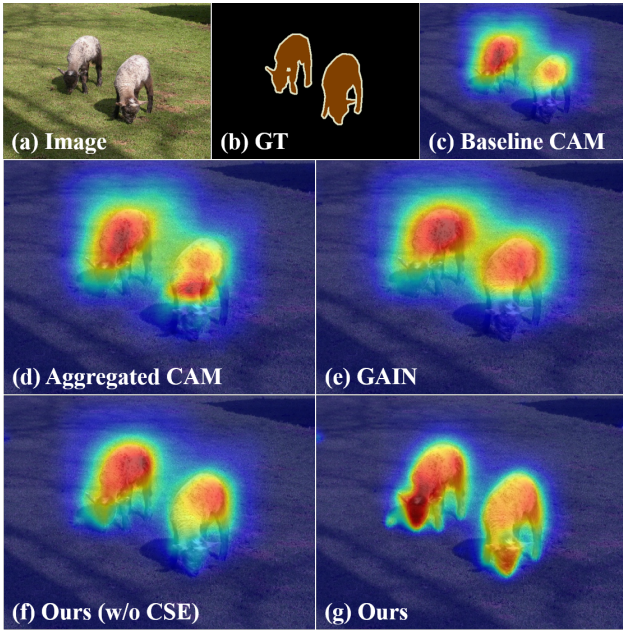 (a) Image
(b) GT
(c) Baseline CAM
(d) Aggregated CAM
(e) GAIN
(f) Ours (w/o CSE)
(g) Ours